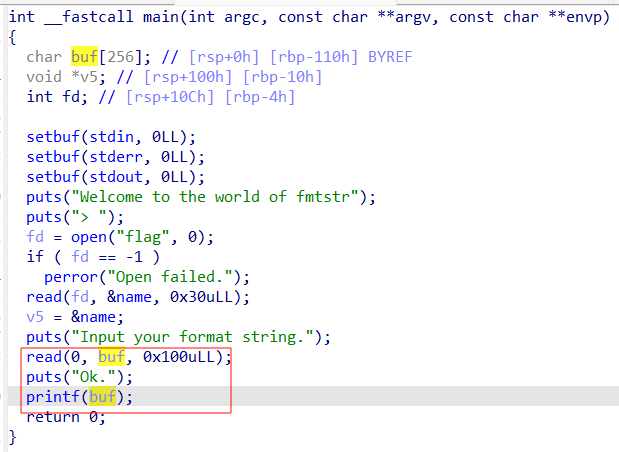 int __fastcall main(int argc, const char **argv, const char **envp)
{
char buf[256]; // [rsp+0h] [rbp-110h] BYREF
void *v5; // [rsp+100h] [rbp-10h]
int fd; // [rsp+10Ch] [rbp-4h]
setbuf(stdin, 0LL);
setbuf(stderr, 0LL);
setbuf(stdout, 0LL);
puts("Welcome to the world of fmtstr");
puts("> ");
fd = open("flag", 0);
if ( fd == -1 )
perror("Open failed.");
read(fd, &name, 0x30uLL);
v5 = &name;
puts("Input your format string.");
read(0, buf, 0x100uLL);
puts("Ok.");
printf(buf);
return 0;
}